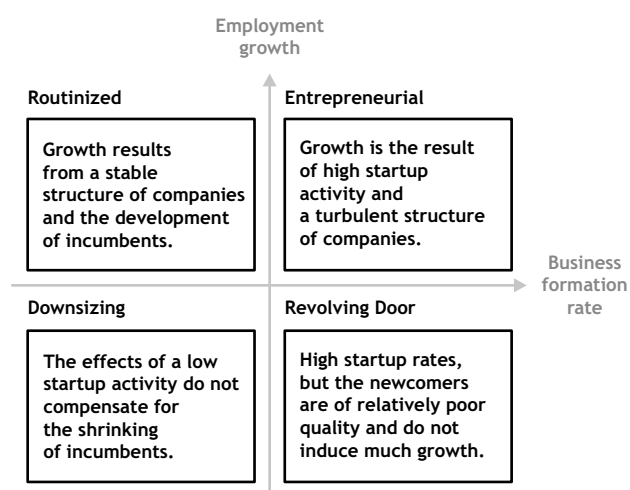 Employment
growth
Routinized
Entrepreneurial
Growth results
from a stable
structure of companies
and the development
of incumbents.
Growth is the result
of high startup
activity and
a turbulent structure
of companies.
Business
formation
rate
Downsizing
Revolving Door
The effects of a low
startup activity do not
compensate for
the shrinking
of incumbents.
High startup rates,
but the newcomers
are of relatively poor
quality and do not
induce much growth.